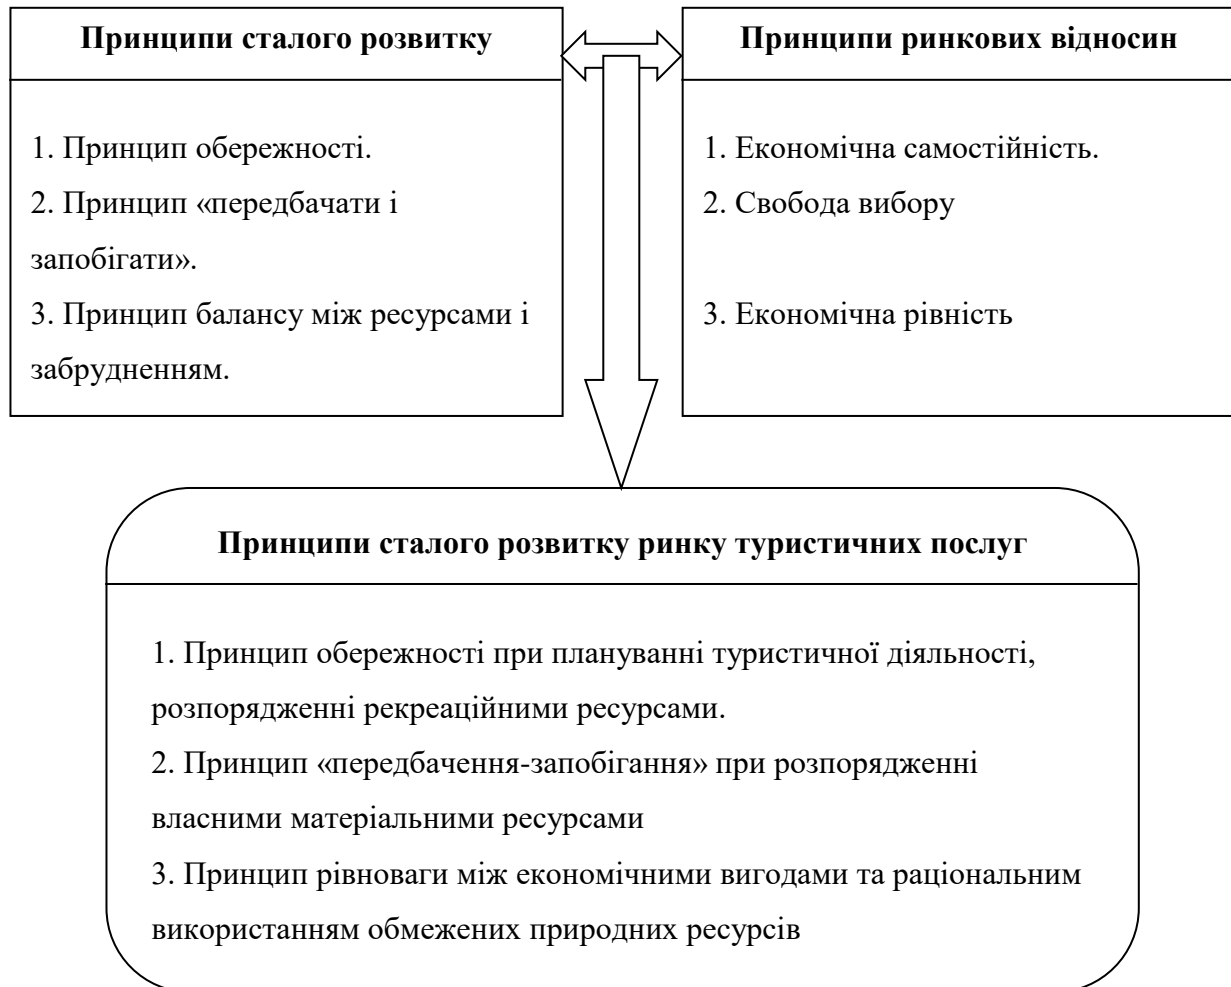 Принципи сталого розвитку
1. Принцип обережності.
2. Принцип «передбачати і
запобігати».
3. Принцип балансу між ресурсами і
забрудненням.
Принципи ринкових відносин
1. Економічна самостійність.
2. Свобода вибору
3. Економічна рівність
Принципи сталого розвитку ринку туристичних послуг
1. Принцип обережності при плануванні туристичної діяльності,
розпорядженні рекреаційними ресурсами.
2. Принцип «передбачення-запобігання» при розпорядженні
власними матеріальними ресурсами
3. Принцип рівноваги між економічними вигодами та раціональним
використанням обмежених природних ресурсів